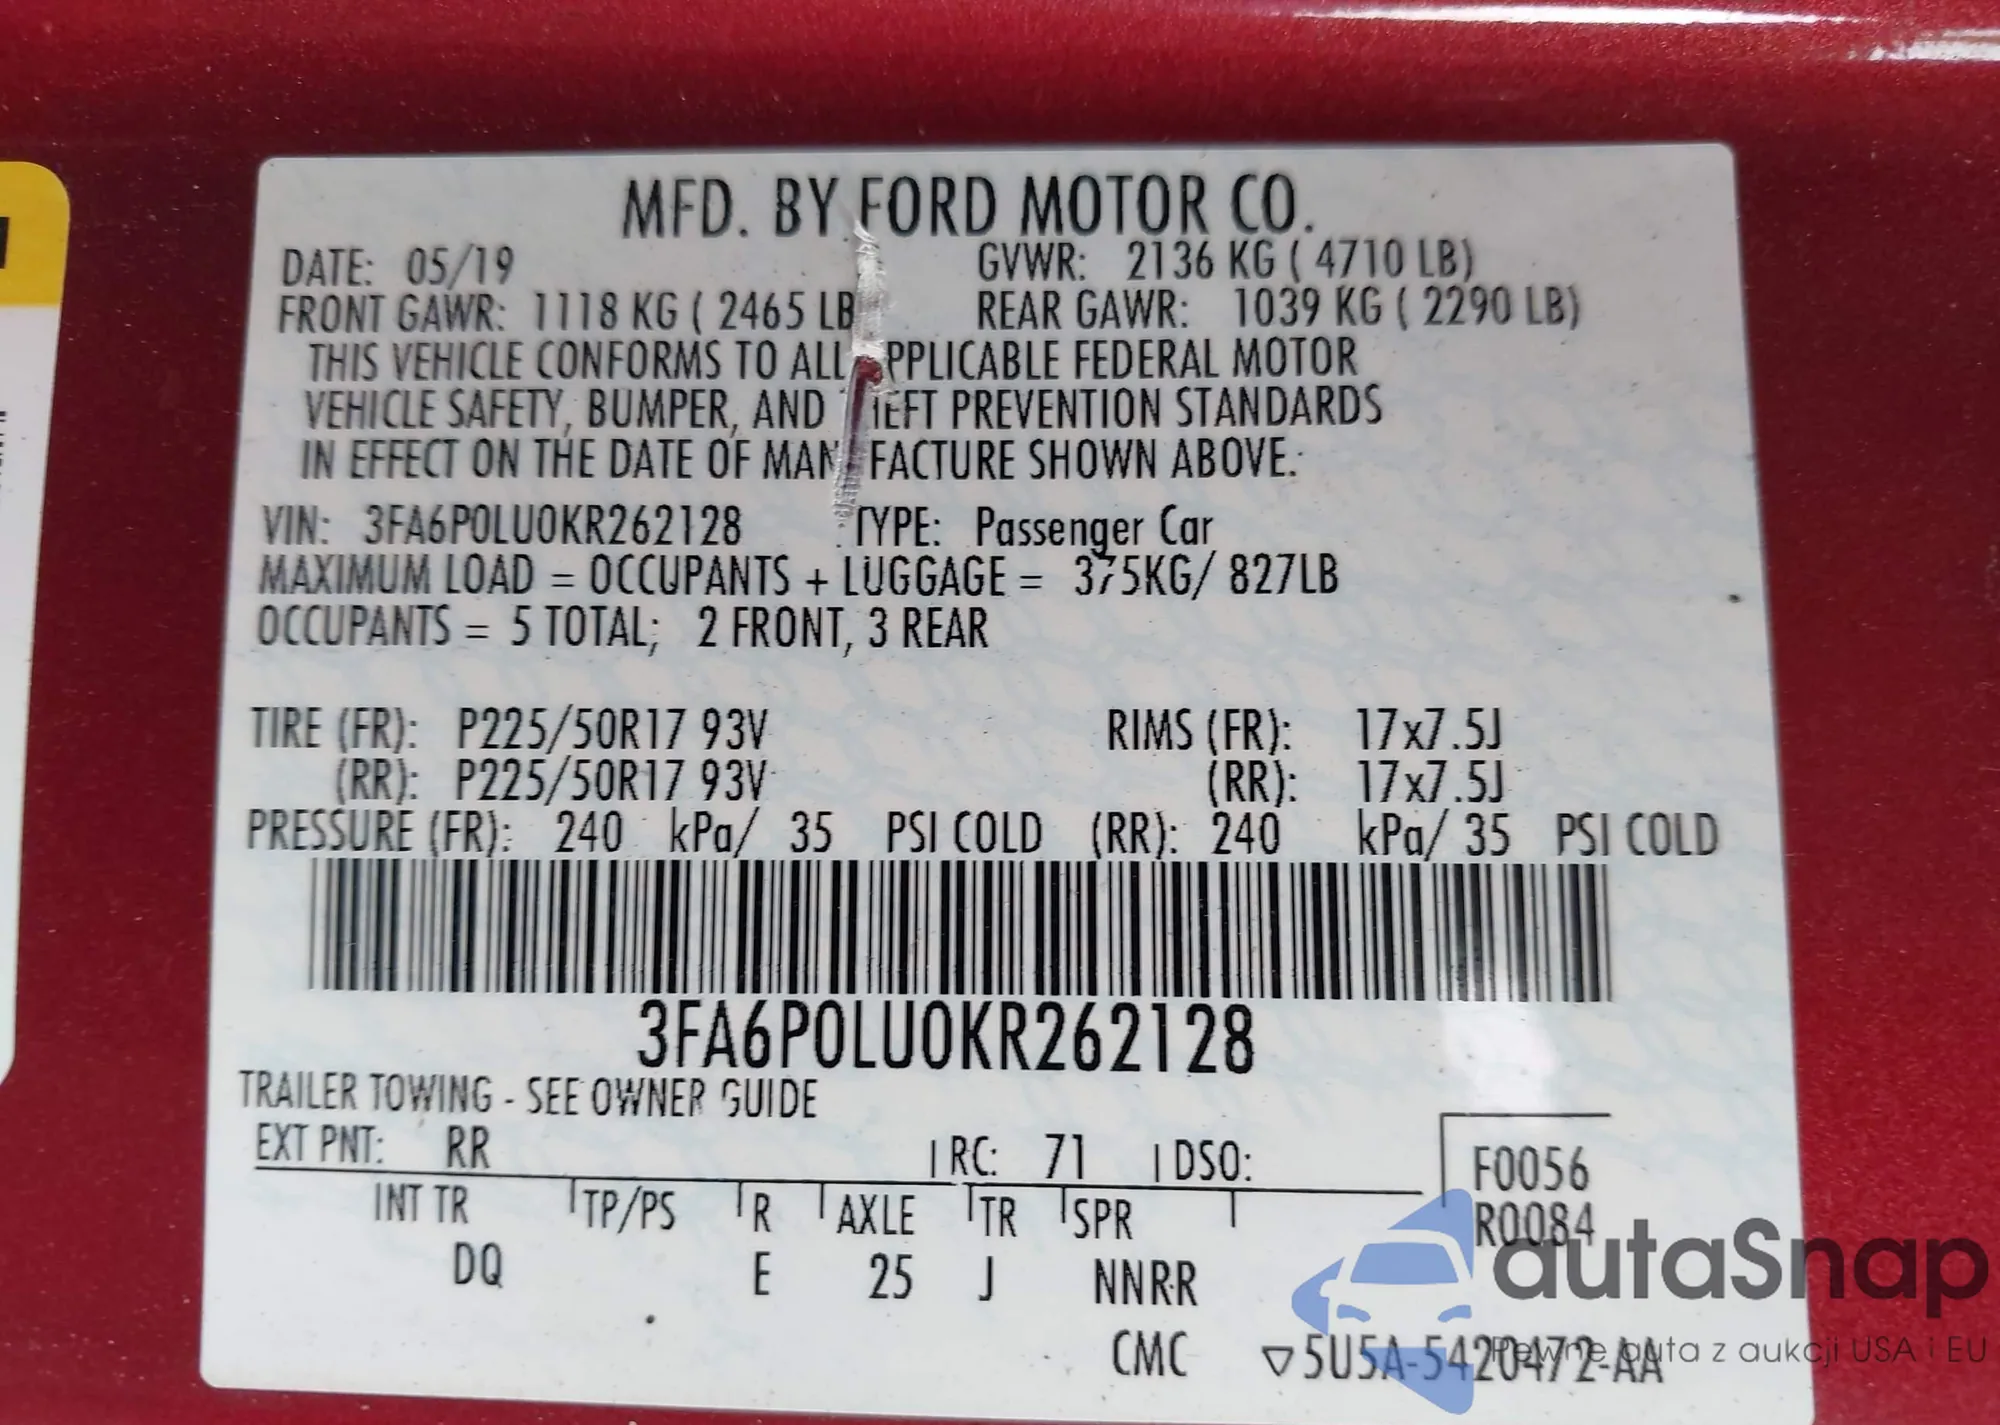 MFD. BY FORD MOTOR CO.
DATE: 05/19 GVWR: 2136 KG ( 4710 LB)
FRONT GAWR: 1118 KG ( 2465 LB REAR GAWR: 1039 KG ( 2290 LB)
THIS VEHICLE CONFORMS TO ALL APPLICABLE FEDERAL MOTOR
VEHICLE SAFETY, BUMPER, AND THEFT PREVENTION STANDARDS
IN EFFECT ON THE DATE OF MANUFACTURE SHOWN ABOVE.
VIN: 3FA6P0LU0KR262128 TYPE: Passenger Car
MAXIMUM LOAD = OCCUPANTS + LUGGAGE = 375KG/ 827LB
OCCUPANTS = 5 TOTAL; 2 FRONT, 3 REAR
TIRE (FR): P225/50R17 93V RIMS (FR): 17x7.5J
(RR): P225/50R17 93V (RR): 17x7.5J
PRESSURE (FR): 240 kPa/ 35 PSI COLD (RR): 240 kPa/ 35 PSI COLD
3FA6P0LU0KR262128
TRAILER TOWING - SEE OWNER GUIDE
EXT PNT: RR RC: 71 DSO: F0056
R0084
INT TR TP/PS R AXLE TR SPR
DQ E 25 J NNRR
CMC ▽5U5A-5420472-AA
autaSnap
Pewne auta z aukcji USA i EU